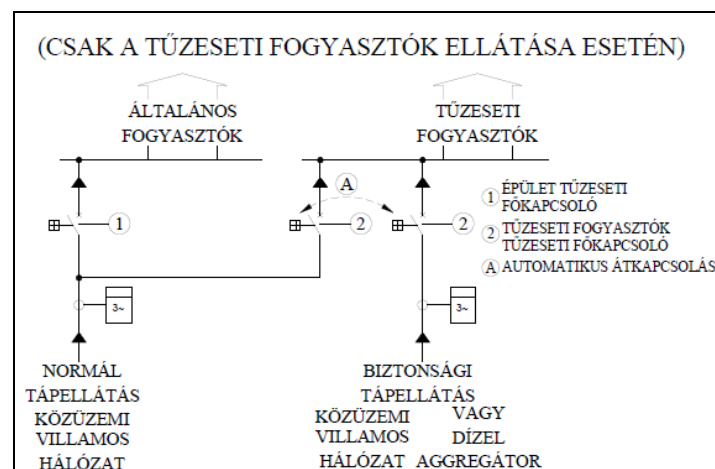 (CSAK A TŰZESETI FOGYASZTÓK ELLÁTÁSA ESETÉN)
ÁLTALÁNOS
FOGYASZTÓK
TŰZESETI
FOGYASZTÓK
A
1
2
2
1 ÉPÜLET TŰZESETI
FŐKAPCSOLÓ
2 TŰZESETI FOGYASZTÓK
TŰZESETI FŐKAPCSOLÓ
A AUTOMATIKUS ÁTKAPCSOLÁS
3~
3~
NORMÁL
TÁPELLÁTÁS
KÖZÜZEMI
VILLAMOS
HÁLÓZAT
BIZTONSÁGI
TÁPELLÁTÁS
KÖZÜZEMI
VILLAMOS
HÁLÓZAT
VAGY
DÍZEL
AGGREGÁTOR